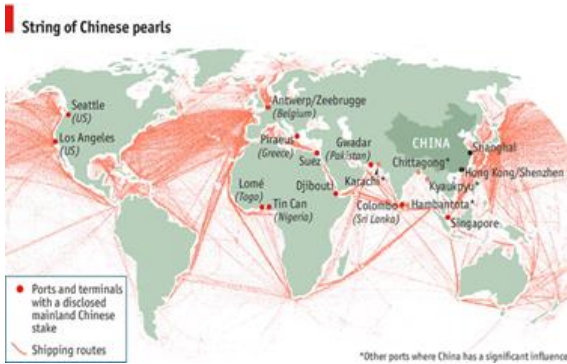 String of Chinese pearls
Seattle
(US)
Los Angeles
(US)
Antwerp/Zeebrugge
(Belgium)
Piraeus
(Greece)
Suez
Gwadar
(Pakistan)
Karachi*
CHINA
Shanghai
Chittagong*
Hong Kong/Shenzhen
Kyaukpyu*
Lomé
(Togo)
Tin Can
(Nigeria)
Djibouti
Colombo
(Sri Lanka)
Hambantota*
Singapore
Ports and terminals
with a disclosed
mainland Chinese
stake
Shipping routes
*Other ports where China has a significant influence